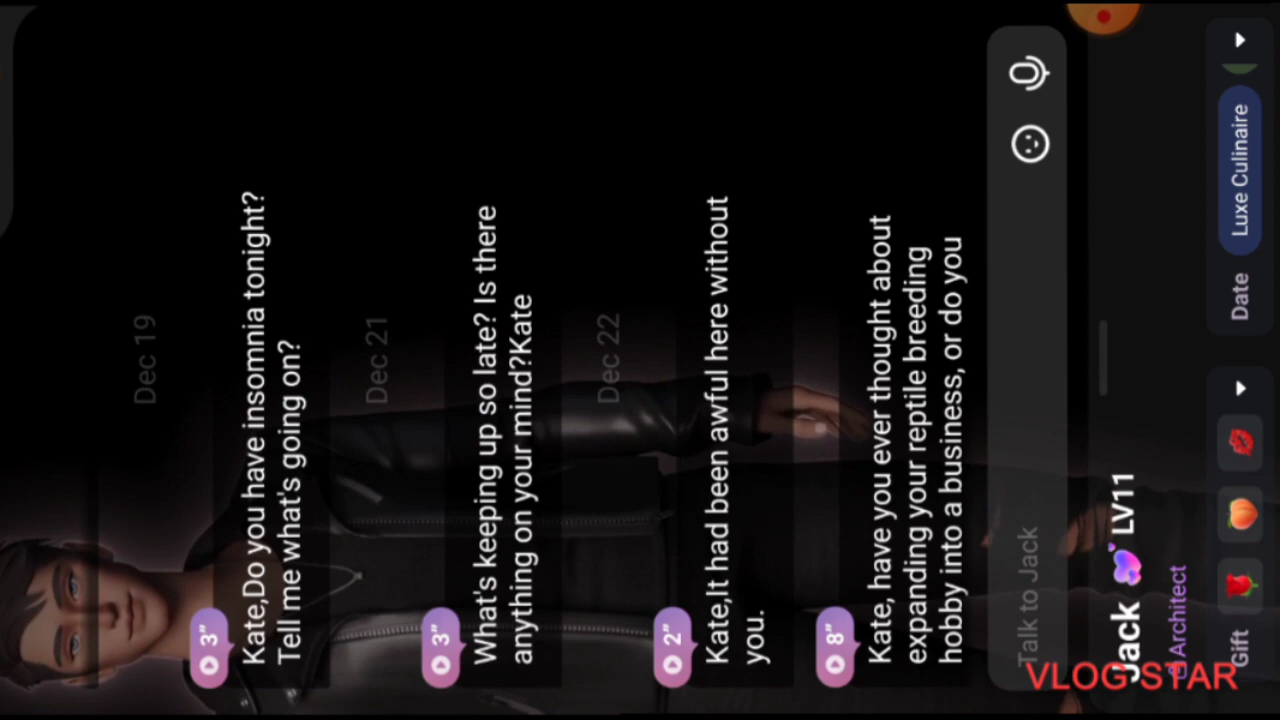 Dec 19
3"
Kate,Do you have insomnia tonight?
Tell me what's going on?
Dec 21
3"
What's keeping up so late? Is there
anything on your mind?Kate
Dec 22
2"
Kate,It had been awful here without
you.
8"
Kate, have you ever thought about
expanding your reptile breeding
hobby into a business, or do you
Talk to Jack
Jack LV11
Architect
Gift
Date
Luxe Culinaire
VLOG STAR